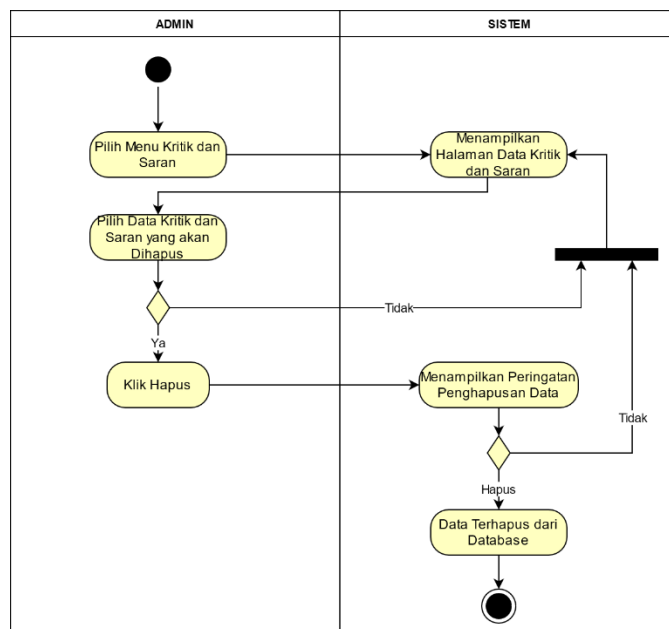 ADMIN
SISTEM
Pilih Menu Kritik dan
Saran
Menampilkan
Halaman Data Kritik
dan Saran
Pilih Data Kritik dan
Saran yang akan
Dihapus
Tidak
Ya
Klik Hapus
Menampilkan Peringatan
Penghapusan Data
Tidak
Hapus
Data Terhapus dari
Database